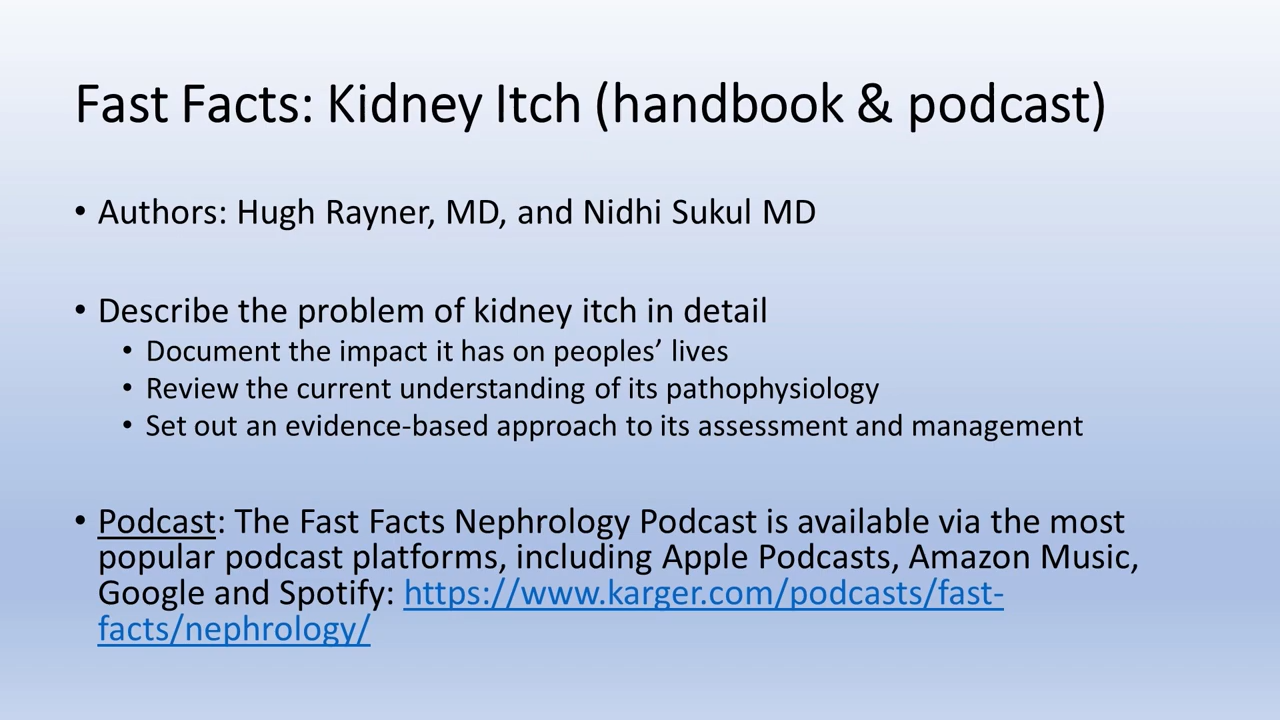 Fast Facts: Kidney Itch (handbook & podcast)
• Authors: Hugh Rayner, MD, and Nidhi Sukul MD
• Describe the problem of kidney itch in detail
• Document the impact it has on peoples’ lives
• Review the current understanding of its pathophysiology
• Set out an evidence-based approach to its assessment and management
• Podcast: The Fast Facts Nephrology Podcast is available via the most
popular podcast platforms, including Apple Podcasts, Amazon Music,
Google and Spotify: https://www.karger.com/podcasts/fast-
facts/nephrology/